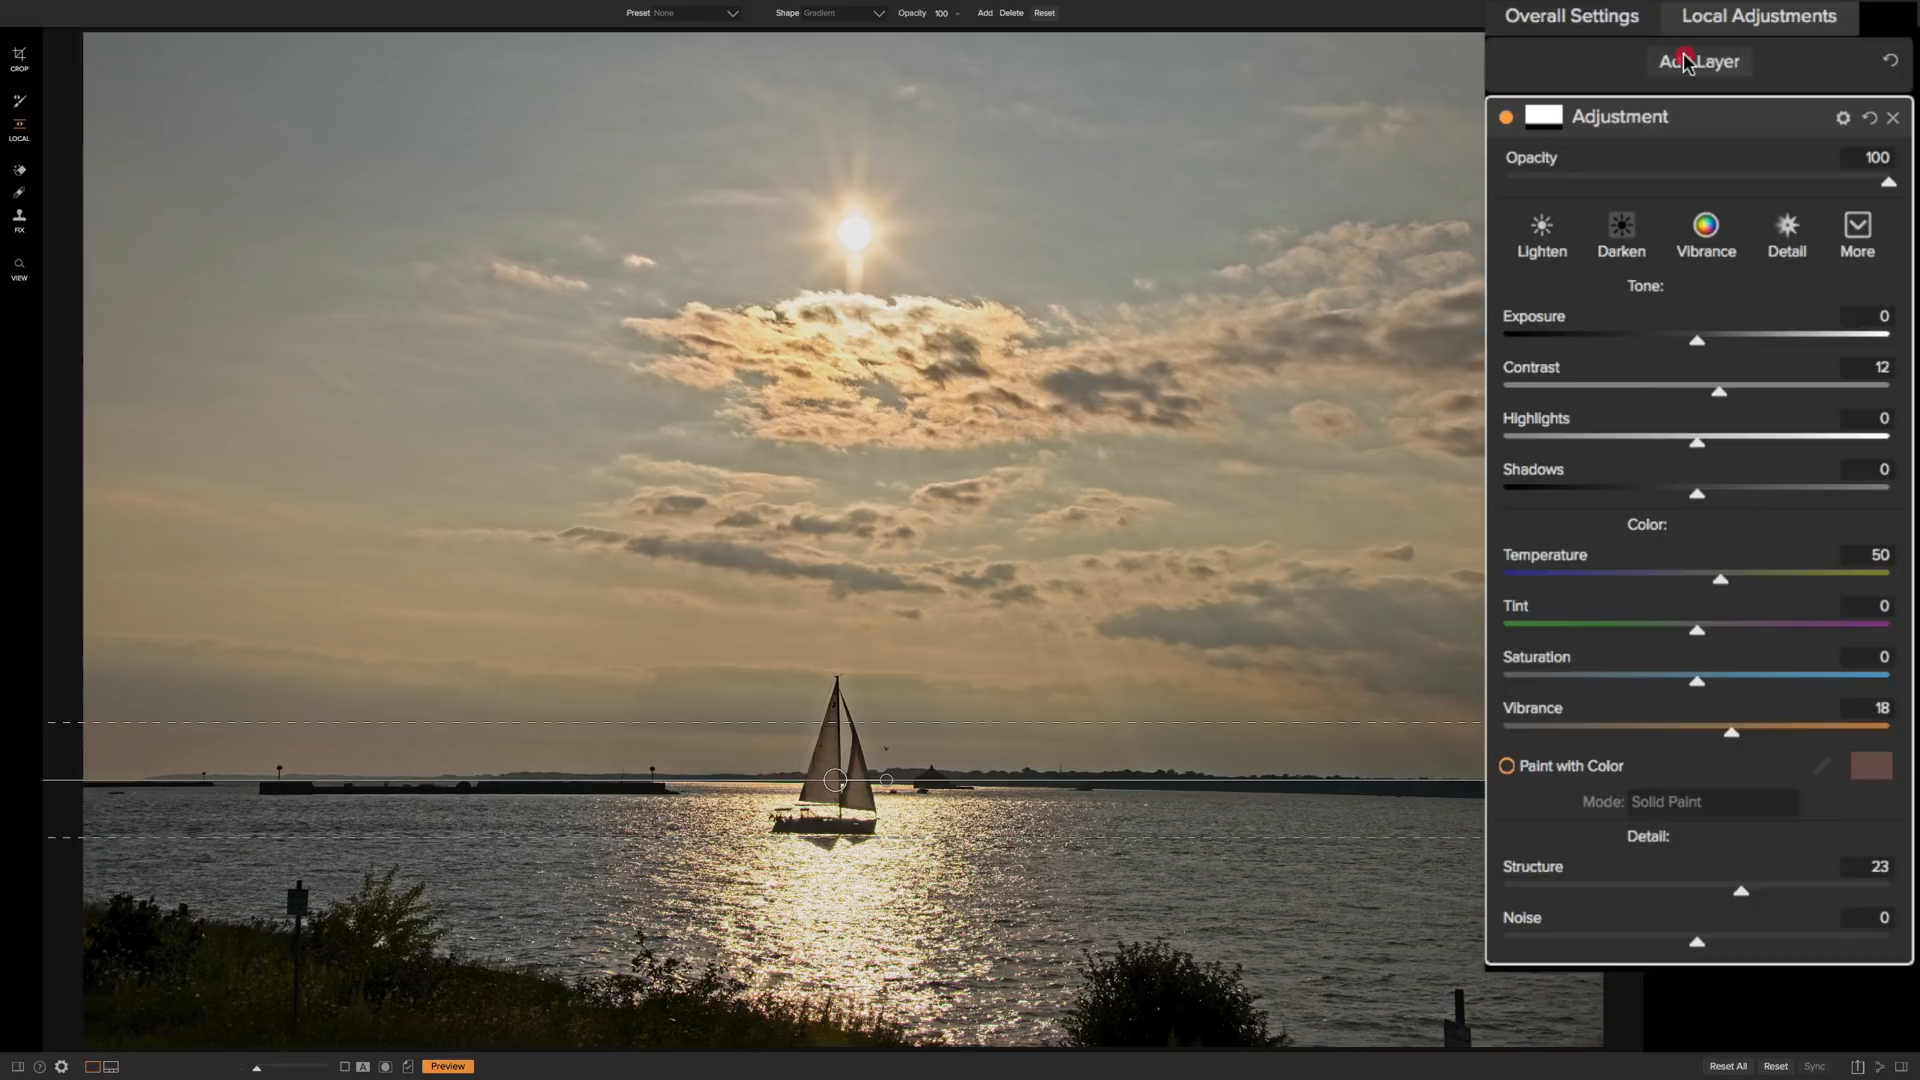 Preset None Shape Gradient Opacity 100 Add Delete Reset
Overall Settings Local Adjustments
Layer
CROP
LOCAL
FIX
VIEW
Adjustment
Opacity 100
Lighten Darken Vibrance Detail More
Tone:
Exposure 0
Contrast 12
Highlights 0
Shadows 0
Color:
Temperature 50
Tint 0
Saturation 0
Vibrance 18
Paint with Color
Mode: Solid Paint
Detail:
Structure 23
Noise 0
A Preview Reset All Reset Sync